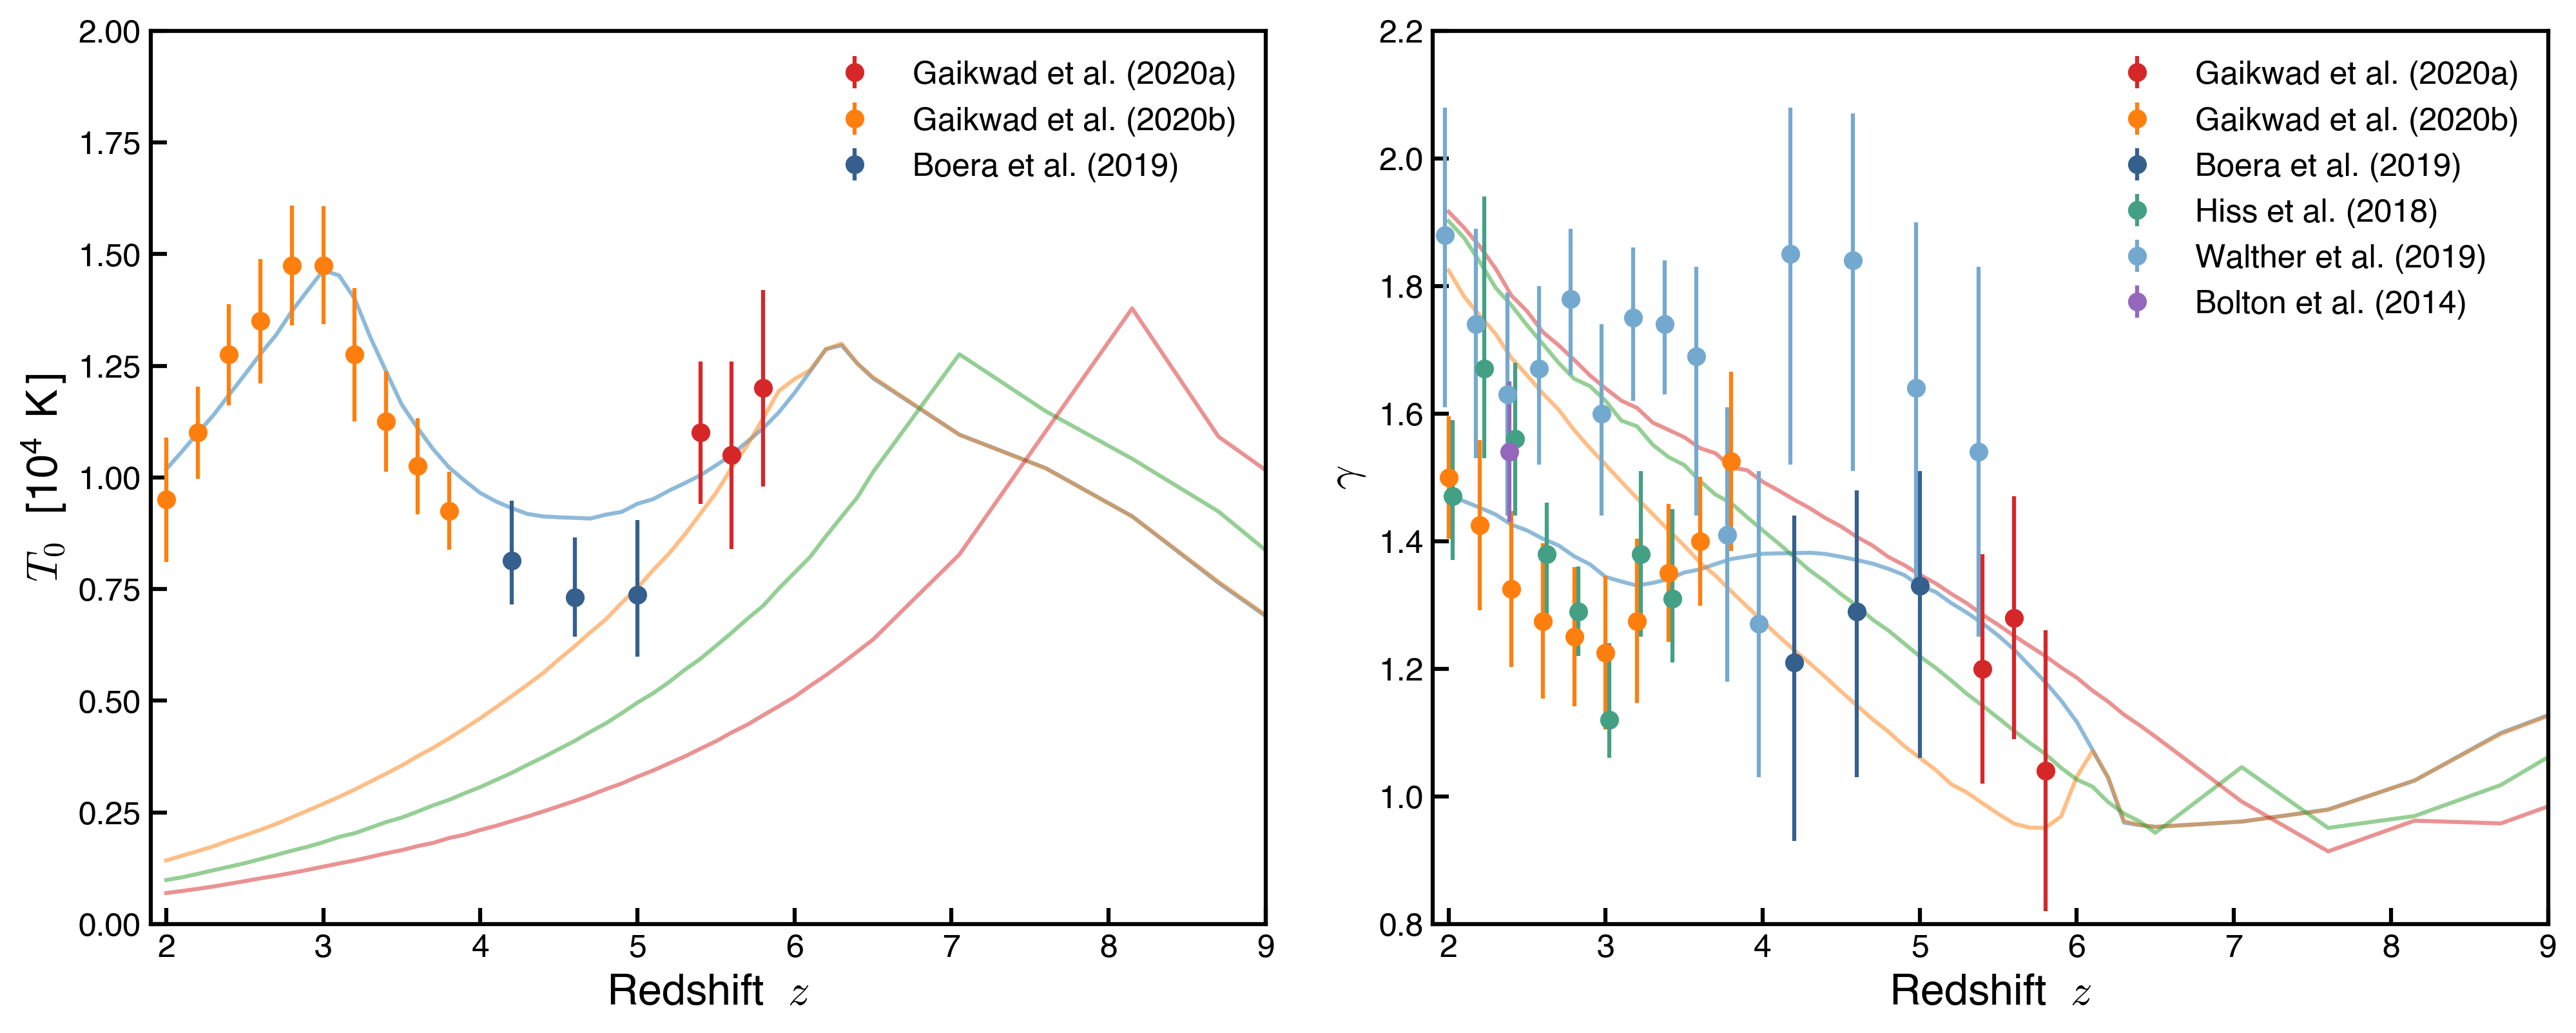 2.00
1.75
1.50
1.25
1.00
0.75
0.50
0.25
0.00
T₀ [10⁴ K]
2 3 4 5 6 7 8 9
Redshift z
Gaikwad et al. (2020a)
Gaikwad et al. (2020b)
Boera et al. (2019)
2.2
2.0
1.8
1.6
1.4
1.2
1.0
0.8
γ
2 3 4 5 6 7 8 9
Redshift z
Gaikwad et al. (2020a)
Gaikwad et al. (2020b)
Boera et al. (2019)
Hiss et al. (2018)
Walther et al. (2019)
Bolton et al. (2014)